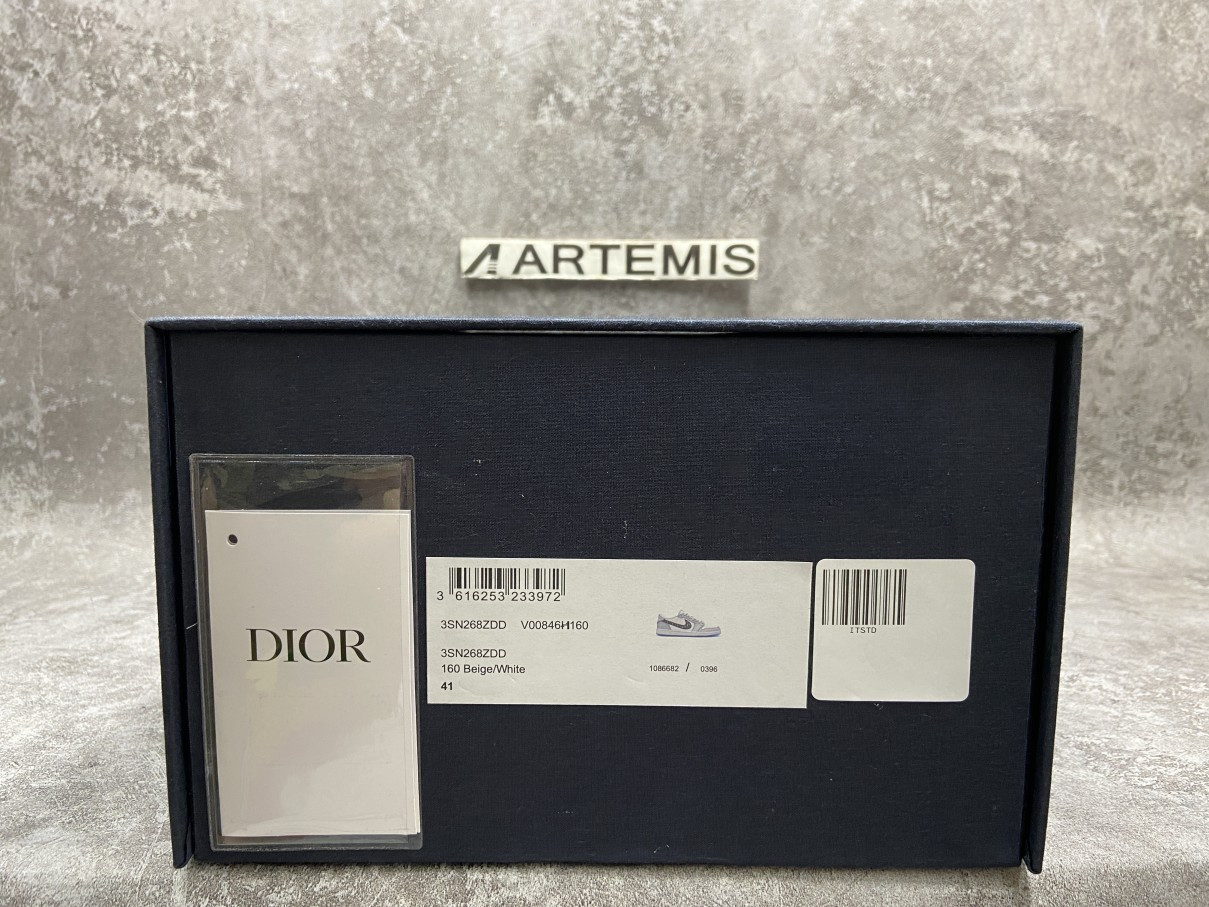 ARTEMIS
DIOR
3 616253 233972
3SN268ZDD V00846H160
3SN268ZDD
160 Beige/White
41
1086682 / 0396
ITSTD